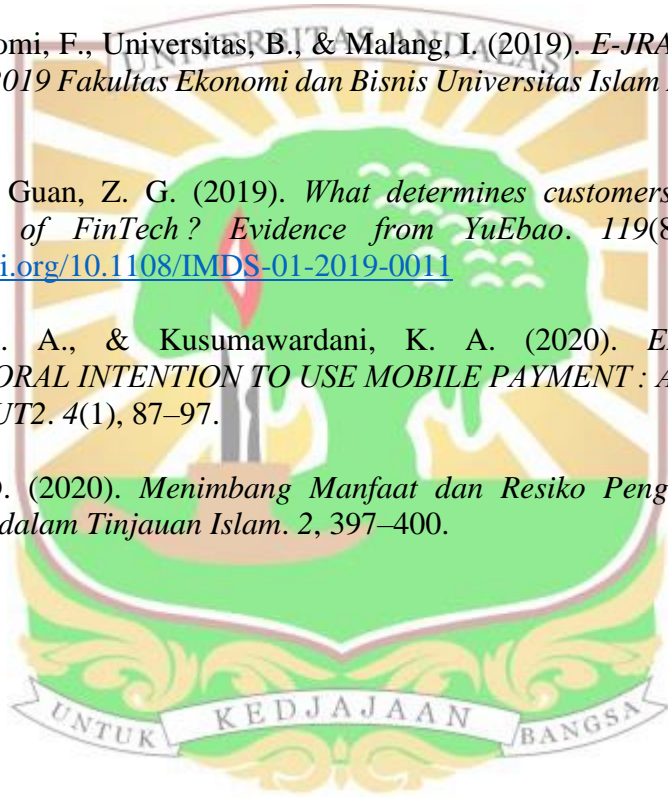 UNIVERSITAS ANDALAS
omi, F., Universitas, B., & Malang, I. (2019). E-JRA
2019 Fakultas Ekonomi dan Bisnis Universitas Islam
Guan, Z. G. (2019). What determines customers
of FinTech ? Evidence from YuEbao. 119(8
i.org/10.1108/IMDS-01-2019-0011
. A., & Kusumawardani, K. A. (2020).
ORAL INTENTION TO USE MOBILE PAYMENT : A
UT2. 4(1), 87–97.
. (2020). Menimbang Manfaat dan Resiko Peng
dalam Tinjauan Islam. 2, 397–400.
UNTUK KEDJAJAAN BANGSA